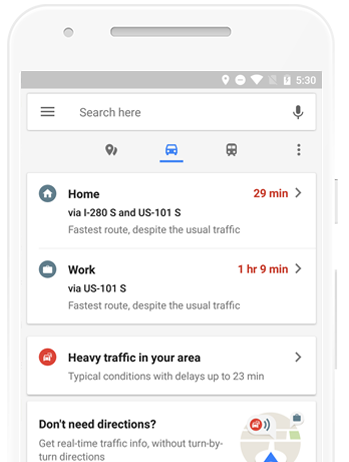 5:30
Search here
Home
29 min
via I-280 S and US-101 S
Fastest route, despite the usual traffic
Work
1 hr 9 min
via US-101 S
Fastest route, despite the usual traffic
Heavy traffic in your area
Typical conditions with delays up to 23 min
Don't need directions?
Get real-time traffic info, without turn-by-
turn directions